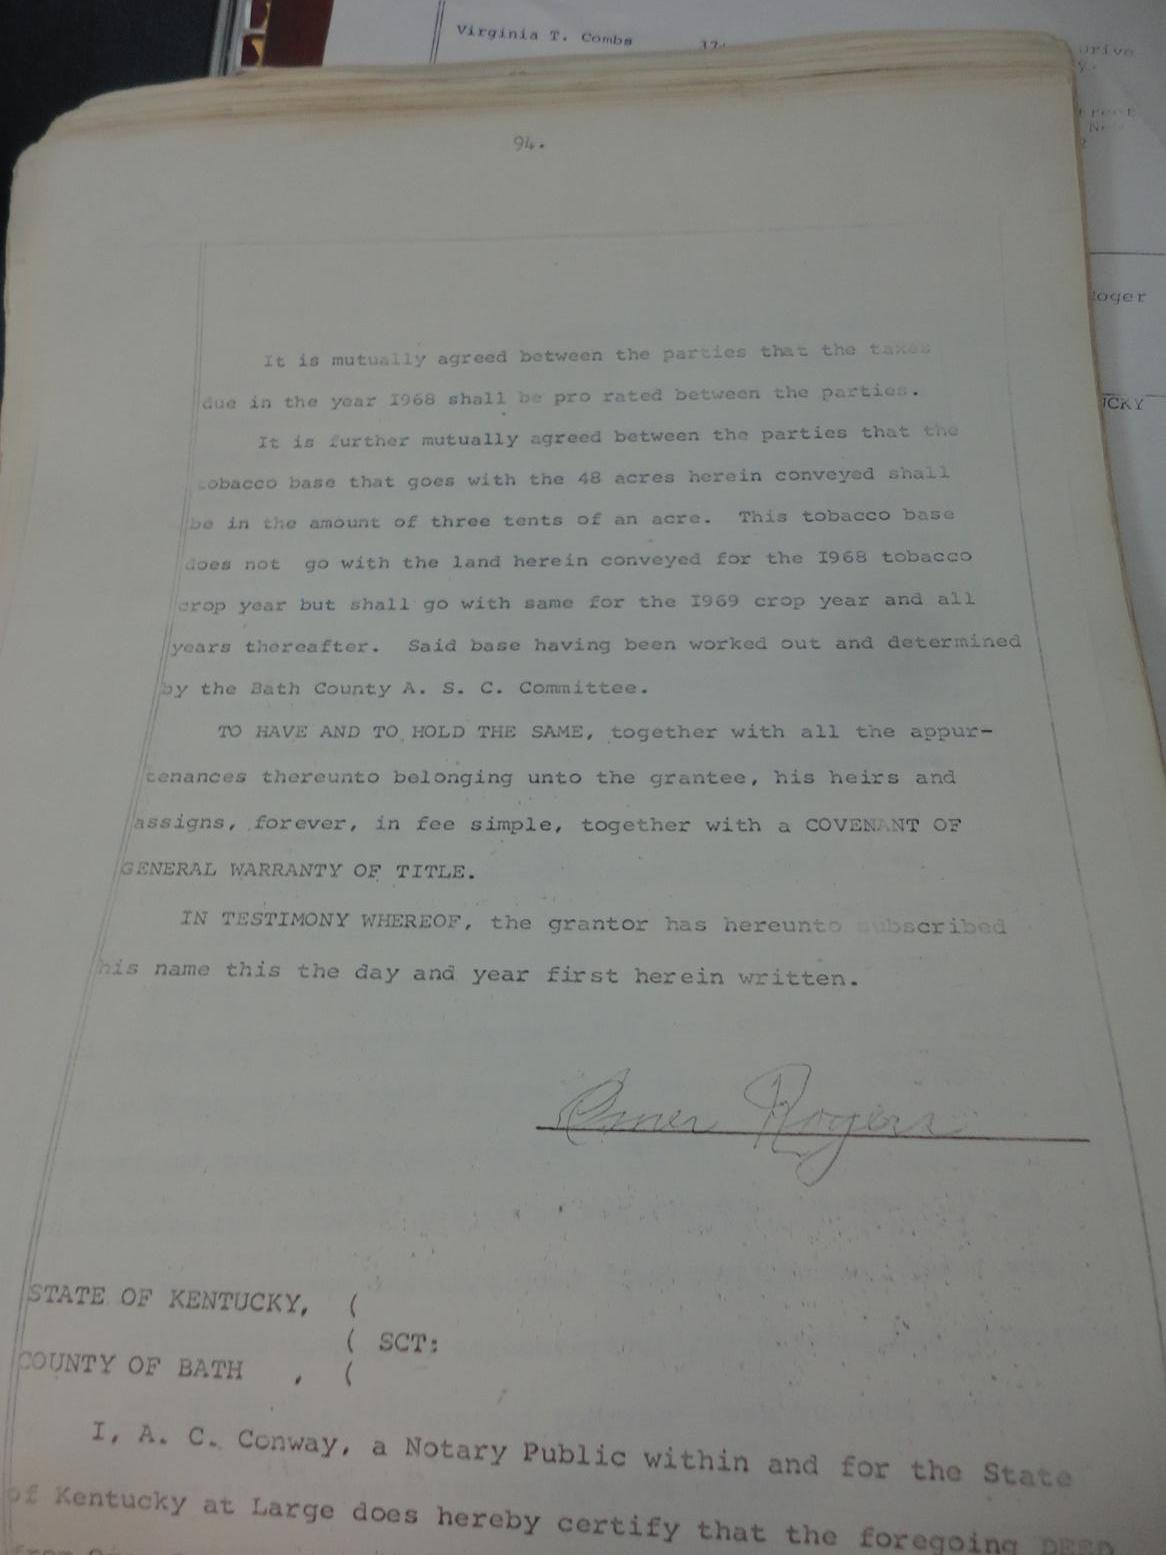 Virginia T. Combs
94.
It is mutually agreed between the parties that the taxes
due in the year I968 shall be pro rated between the parties.
It is further mutually agreed between the parties that the
tobacco base that goes with the 48 acres herein conveyed shall
be in the amount of three tents of an acre. This tobacco base
does not go with the land herein conveyed for the I968 tobacco
crop year but shall go with same for the I969 crop year and all
years thereafter. Said base having been worked out and determined
by the Bath County A. S. C. Committee.
TO HAVE AND TO HOLD THE SAME, together with all the appur-
tenances thereunto belonging unto the grantee, his heirs and
assigns, forever, in fee simple, together with a COVENANT OF
GENERAL WARRANTY OF TITLE.
IN TESTIMONY WHEREOF, the grantor has hereunto subscribed
his name this the day and year first herein written.
Omer Rogers
STATE OF KENTUCKY, (
( SCT:
COUNTY OF BATH , (
I, A. C. Conway, a Notary Public within and for the State
of Kentucky at Large does hereby certify that the foregoing DEED